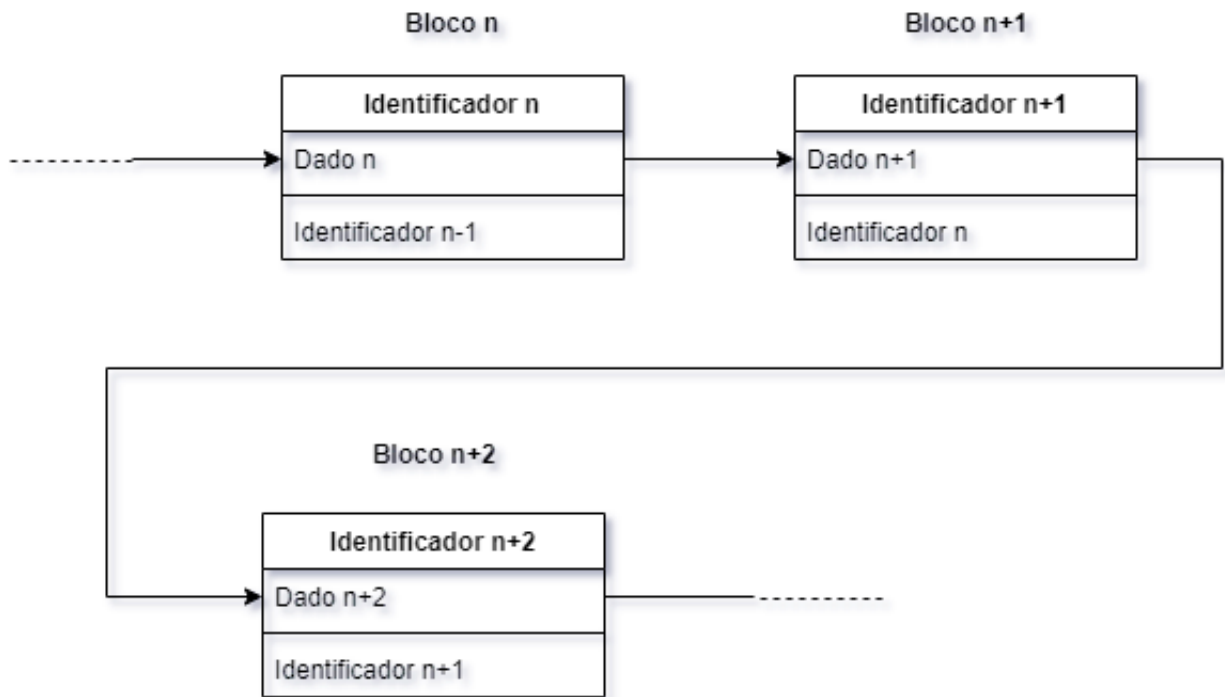 Bloco n
Bloco n+1
Identificador n
Identificador n+1
Dado n
Dado n+1
Identificador n-1
Identificador n
Bloco n+2
Identificador n+2
Dado n+2
Identificador n+1